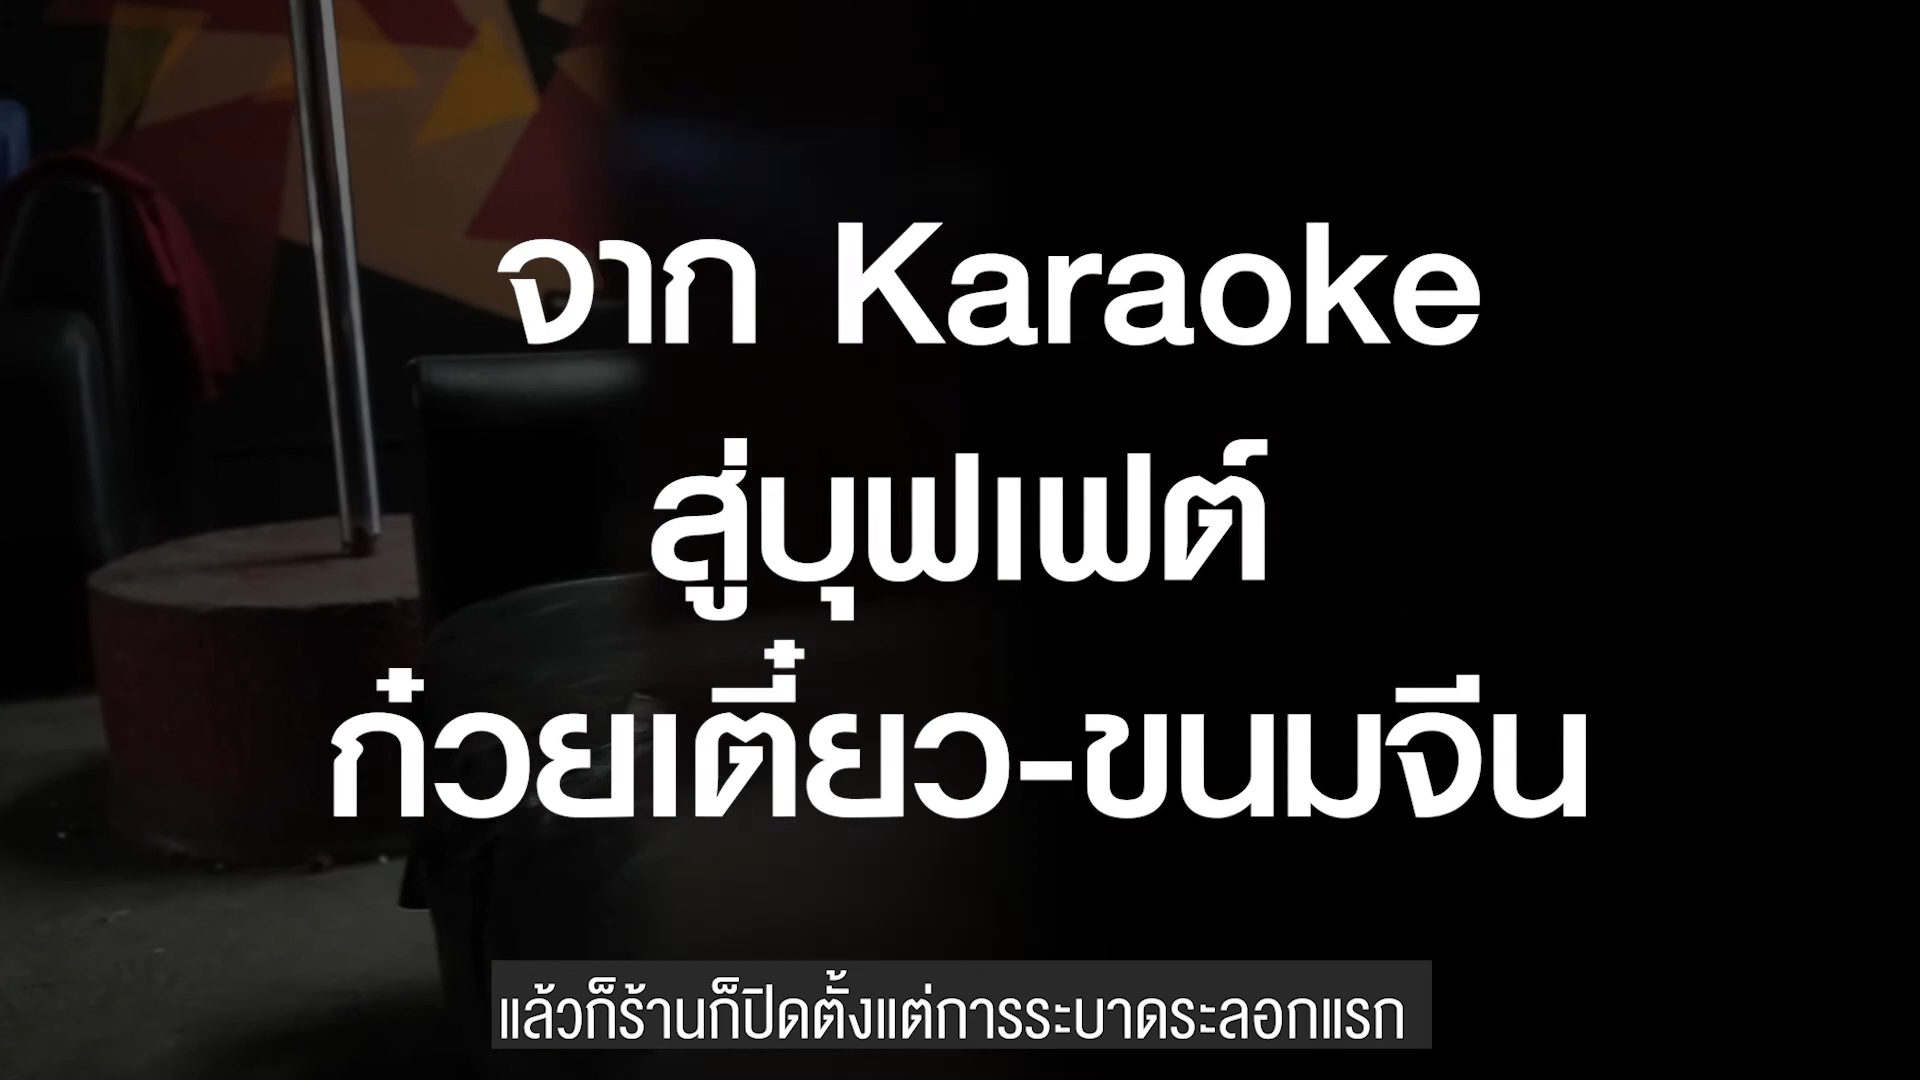 จาก Karaoke
สู่บุฟเฟต์
ก๋วยเตี๋ยว-ขนมจีน
แล้วก็ร้านก็ปิดตั้งแต่การระบาดระลอกแรก